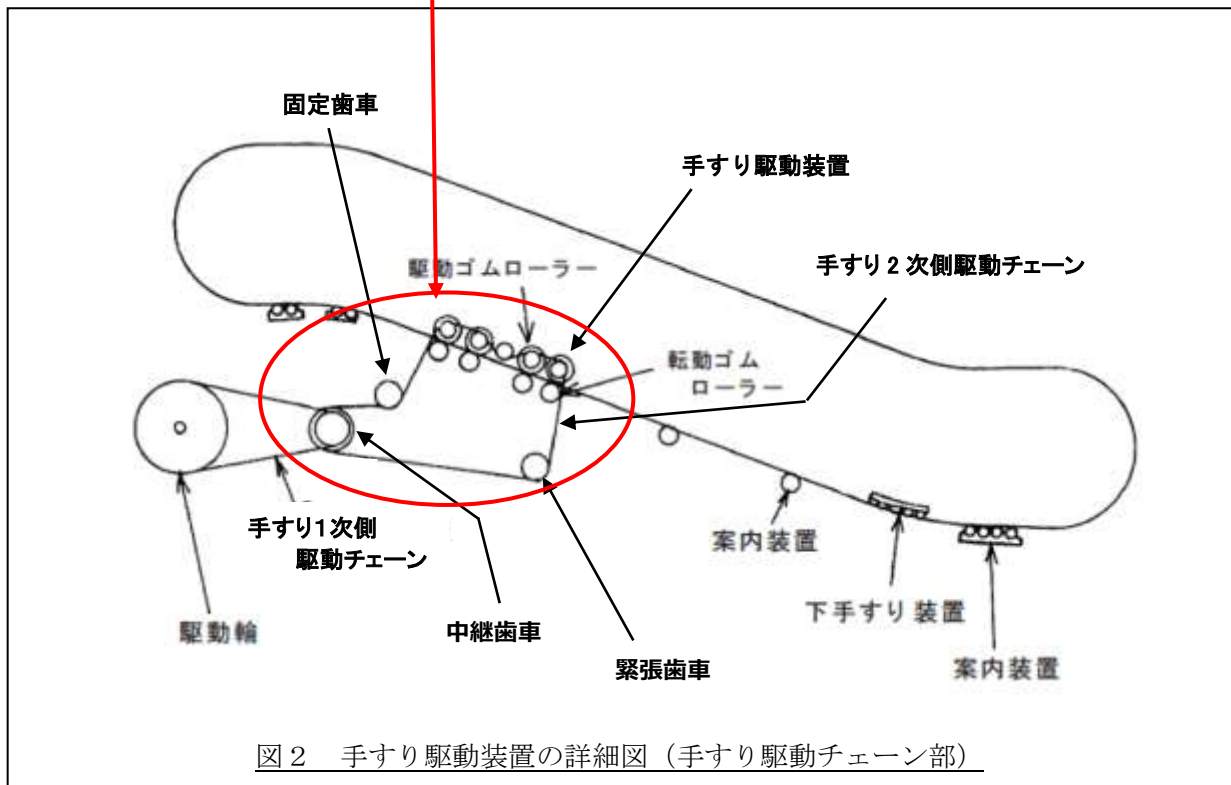 固定歯車
手すり駆動装置
手すり2次側駆動チェーン
駆動ゴムローラー
転動ゴム
ローラー
手すり1次側
駆動チェーン
案内装置
下手すり装置
駆動輪
中継歯車
緊張歯車
案内装置
図2 手すり駆動装置の詳細図(手すり駆動チェーン部)